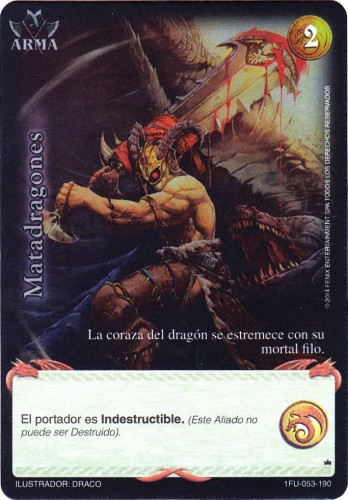 ARMA
2
Matadragones
© 2014 FENIX ENTERTAINMENT SPA TODOS LOS DERECHOS RESERVADOS
La coraza del dragón se estremece con su
mortal filo.
El portador es Indestructible. (Este Aliado no
puede ser Destruido).
ILUSTRADOR: DRACO
1FU-053-190